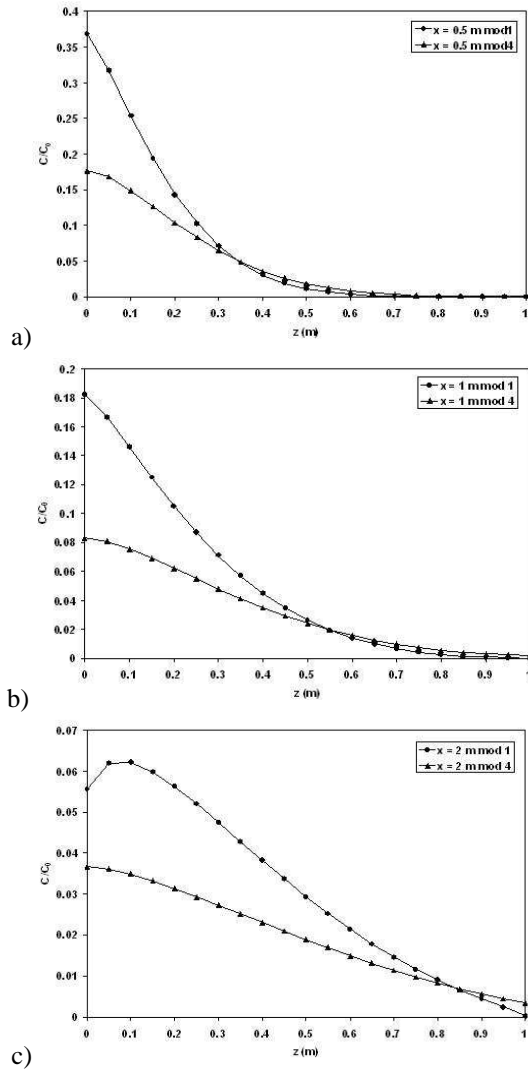 0.4
0.35
0.3
0.25
0.2
0.15
0.1
0.05
0
C/C0
x = 0.5 m mod1
x = 0.5 m mod4
0 0.1 0.2 0.3 0.4 0.5 0.6 0.7 0.8 0.9 1
z (m)
a)
0.2
0.18
0.16
0.14
0.12
0.1
0.08
0.06
0.04
0.02
0
C/C0
x = 1 m mod 1
x = 1 m mod 4
0 0.1 0.2 0.3 0.4 0.5 0.6 0.7 0.8 0.9 1
z (m)
b)
0.07
0.06
0.05
0.04
0.03
0.02
0.01
0
C/C0
x = 2 m mod 1
x = 2 m mod 4
0 0.1 0.2 0.3 0.4 0.5 0.6 0.7 0.8 0.9 1
z (m)
c)